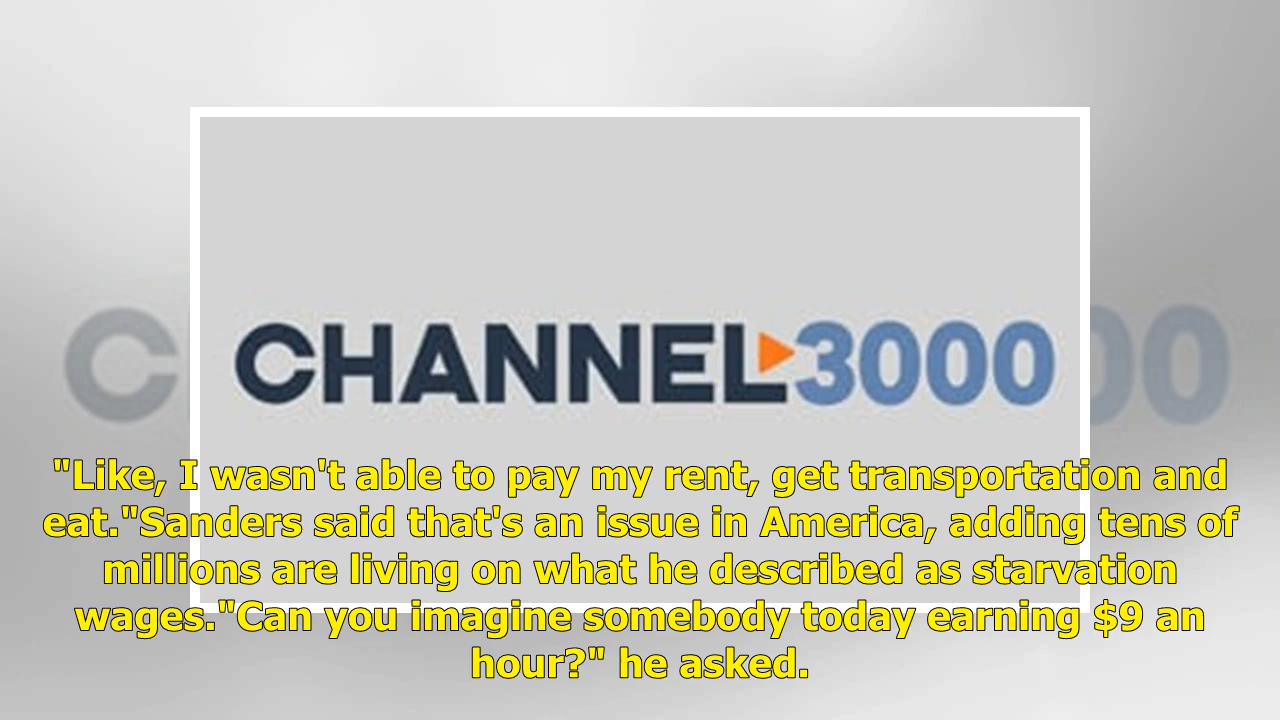 CHANNEL3000
"Like, I wasn't able to pay my rent, get transportation and
eat."Sanders said that's an issue in America, adding tens of
millions are living on what he described as starvation
wages."Can you imagine somebody today earning $9 an
hour?" he asked.